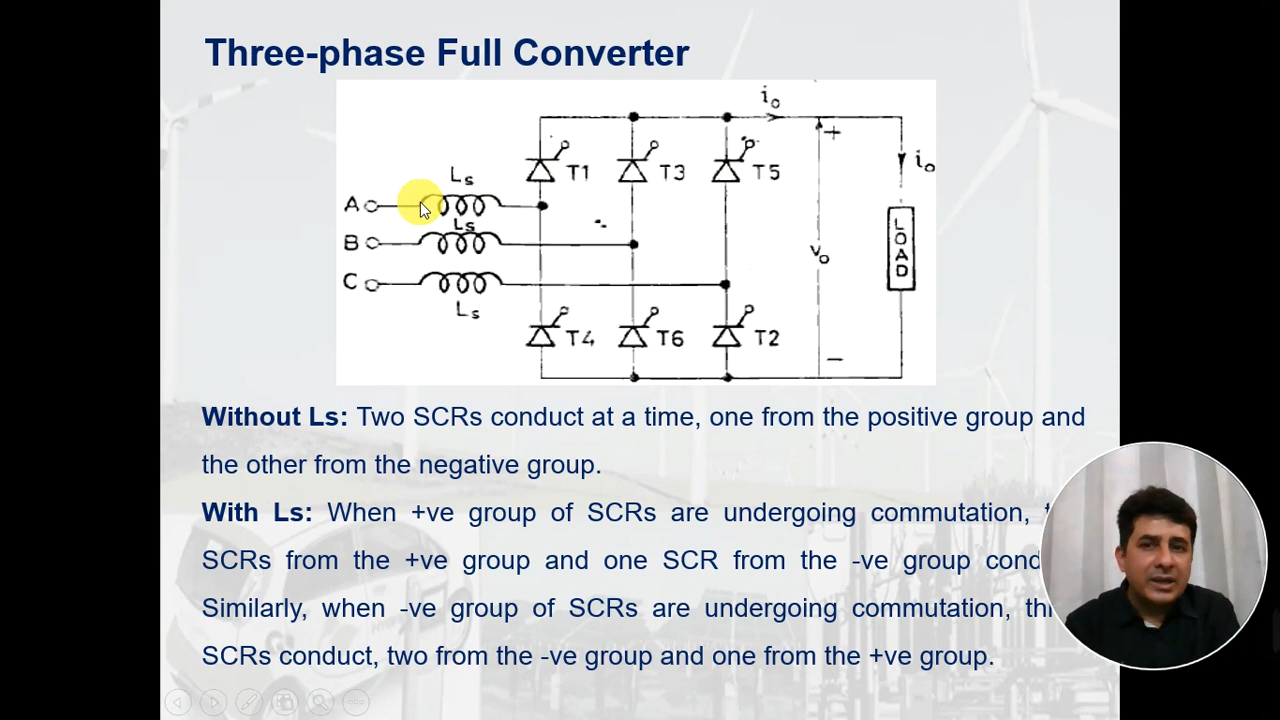 Three-phase Full Converter
io
+
Ls
T1
T3
T5
io
A
Ls
B
vo
LOAD
C
Ls
T4
T6
T2
−
Without Ls: Two SCRs conduct at a time, one from the positive group and
the other from the negative group.
With Ls: When +ve group of SCRs are undergoing commutation,
SCRs from the +ve group and one SCR from the -ve group
Similarly, when -ve group of SCRs are undergoing commutation,
SCRs conduct, two from the -ve group and one from the +ve group.